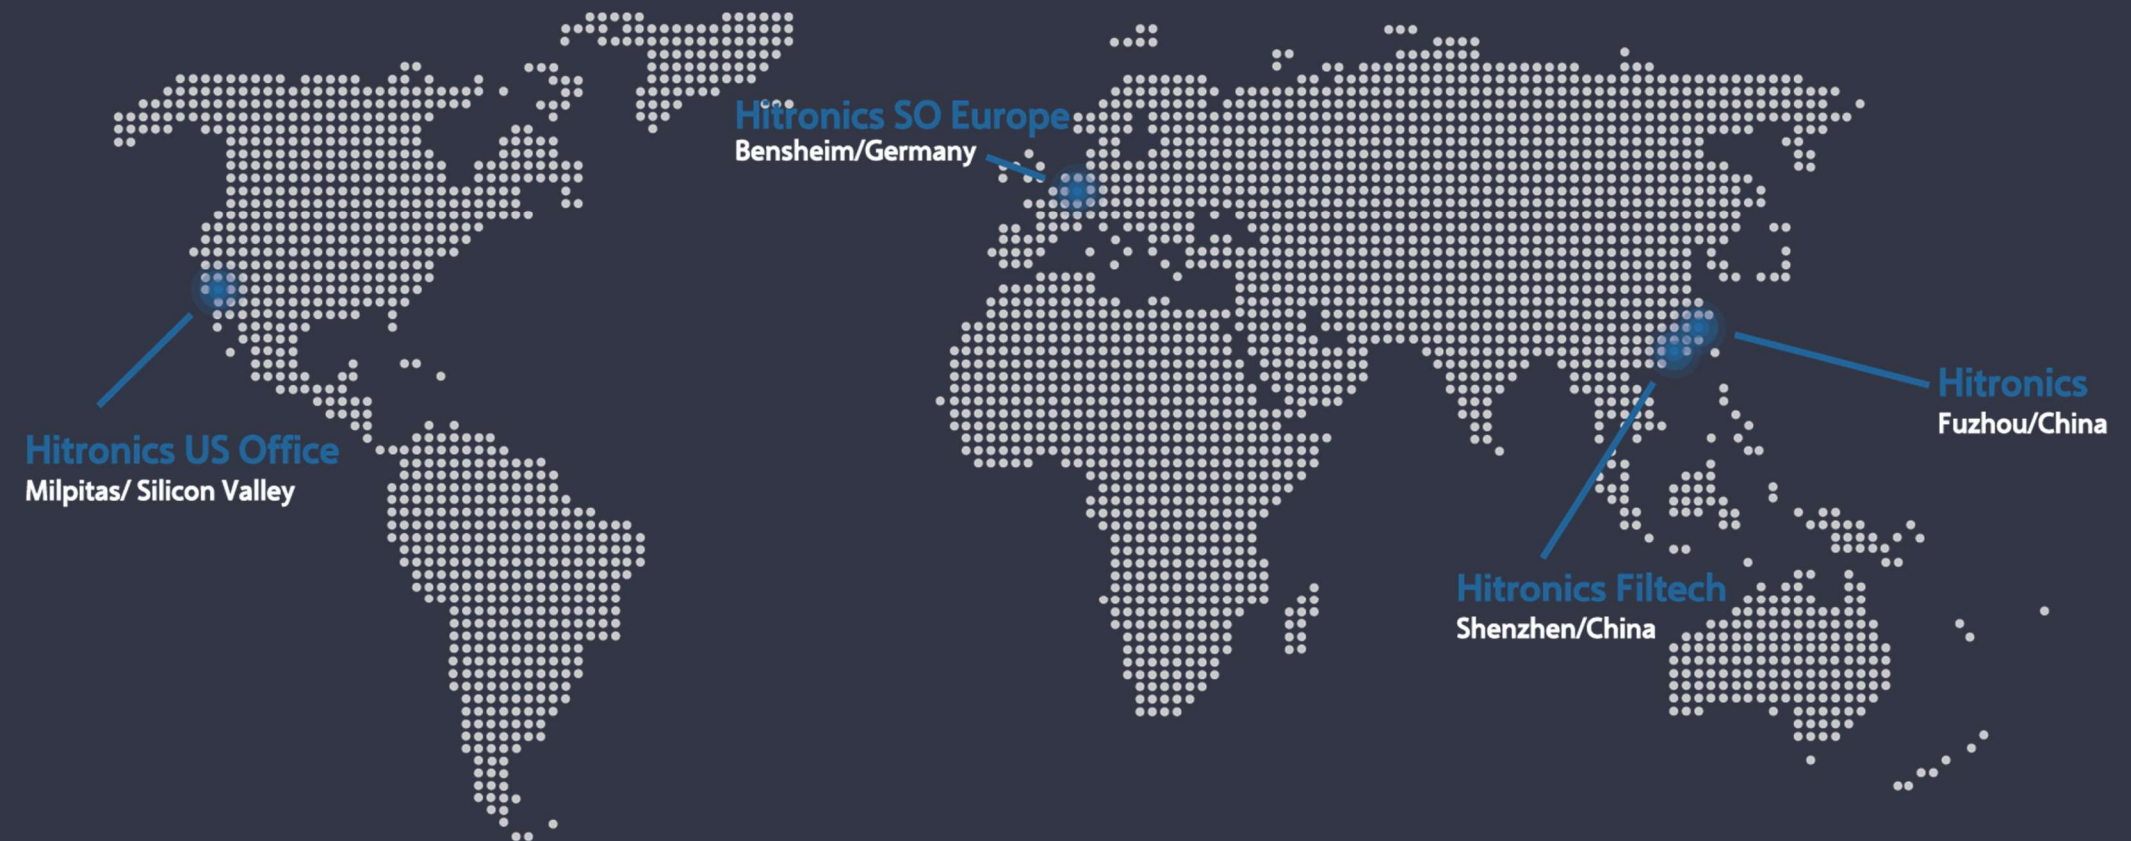 Hitronics SO Europe
Bensheim/Germany
Hitronics
Fuzhou/China
Hitronics US Office
Milpitas/ Silicon Valley
Hitronics Filtech
Shenzhen/China